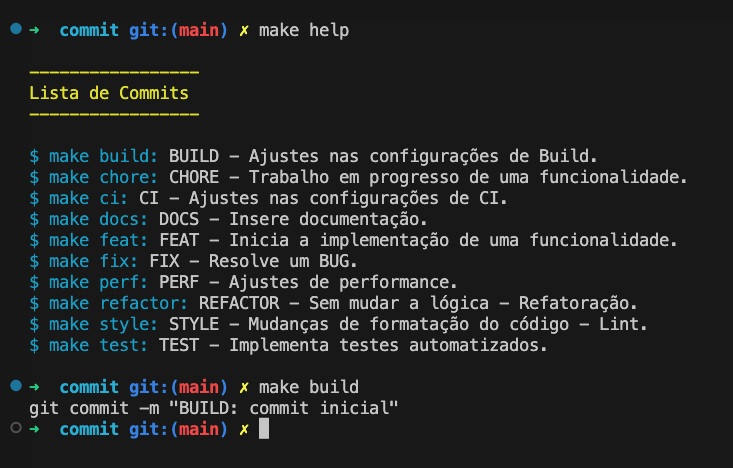 ➜ commit git:(main) ✗ make help
-----------------
Lista de Commits
-----------------
$ make build: BUILD - Ajustes nas configurações de Build.
$ make chore: CHORE - Trabalho em progresso de uma funcionalidade.
$ make ci: CI - Ajustes nas configurações de CI.
$ make docs: DOCS - Insere documentação.
$ make feat: FEAT - Inicia a implementação de uma funcionalidade.
$ make fix: FIX - Resolve um BUG.
$ make perf: PERF - Ajustes de performance.
$ make refactor: REFACTOR - Sem mudar a lógica - Refatoração.
$ make style: STYLE - Mudanças de formatação do código - Lint.
$ make test: TEST - Implementa testes automatizados.
➜ commit git:(main) ✗ make build
git commit -m "BUILD: commit inicial"
➜ commit git:(main) ✗